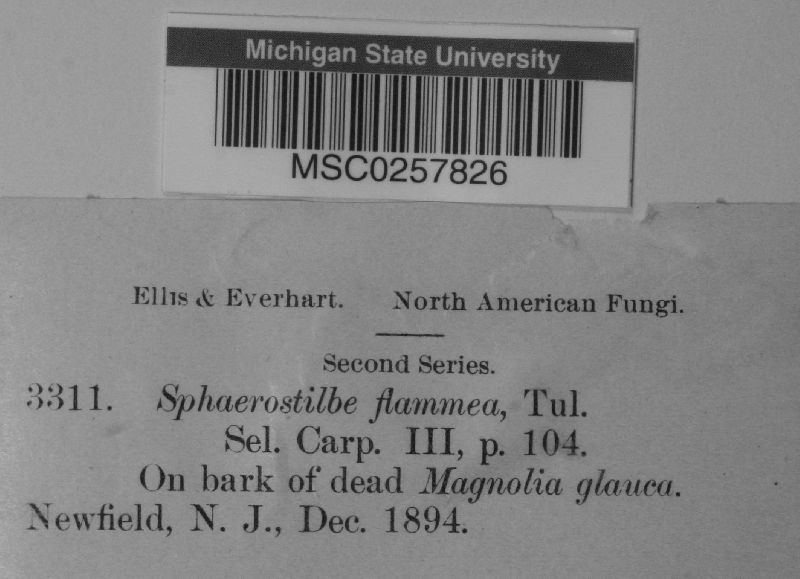 Michigan State University
MSC0257826
Ellis & Everhart. North American Fungi.
Second Series.
3311. Sphaerostilbe flammea, Tul.
Sel. Carp. III, p. 104.
On bark of dead Magnolia glauca.
Newfield, N. J., Dec. 1894.